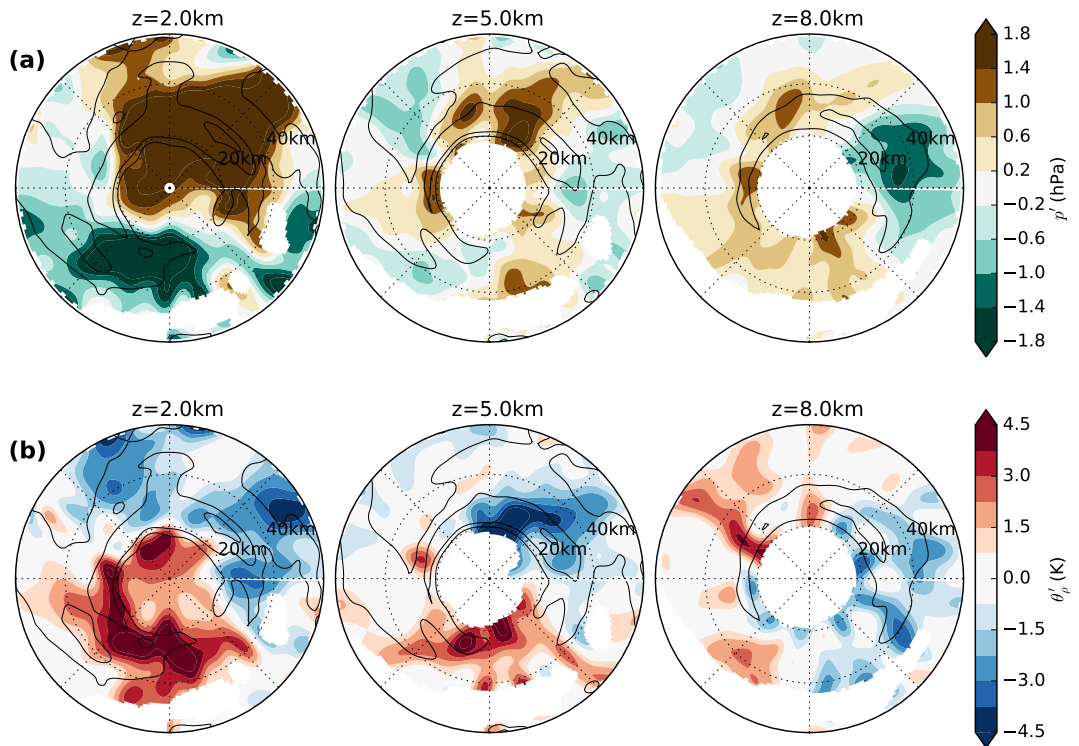 z=2.0km z=5.0km z=8.0km
(a)
40km 20km
40km 20km
40km 20km
1.8
1.4
1.0
0.6
0.2
−0.2
−0.6
−1.0
−1.4
−1.8
p′ (hPa)
z=2.0km z=5.0km z=8.0km
(b)
40km 20km
40km 20km
40km 20km
4.5
3.0
1.5
0.0
−1.5
−3.0
−4.5
θ′ρ (K)